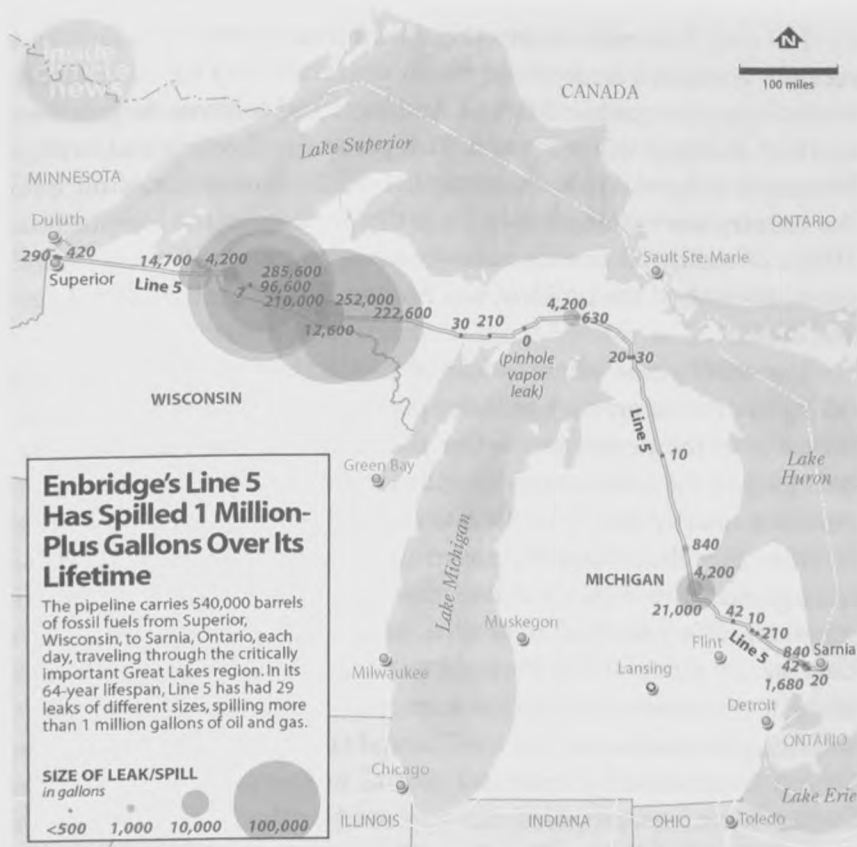 inside
climate
news
N
100 miles
CANADA
Lake Superior
MINNESOTA
ONTARIO
Duluth
290 420
Superior
14,700 4,200
Line 5
285,600
96,600
210,000
252,000
12,600
222,600
Sault Ste. Marie
4,200
630
30 210
0
(pinhole
vapor
leak)
20 30
WISCONSIN
Line 5
10
Green Bay
Lake
Huron
Lake Michigan
840
MICHIGAN
4,200
21,000
42 10
210
Line 5
840
42
1,680 20
Sarnia
Muskegon
Flint
Milwaukee
Lansing
Detroit
ONTARIO
Chicago
Lake Erie
ILLINOIS
INDIANA
OHIO
Toledo
Enbridge's Line 5
Has Spilled 1 Million-
Plus Gallons Over Its
Lifetime
The pipeline carries 540,000 barrels
of fossil fuels from Superior,
Wisconsin, to Sarnia, Ontario, each
day, traveling through the critically
important Great Lakes region. In its
64-year lifespan, Line 5 has had 29
leaks of different sizes, spilling more
than 1 million gallons of oil and gas.
SIZE OF LEAK/SPILL
in gallons
<500 1,000 10,000 100,000